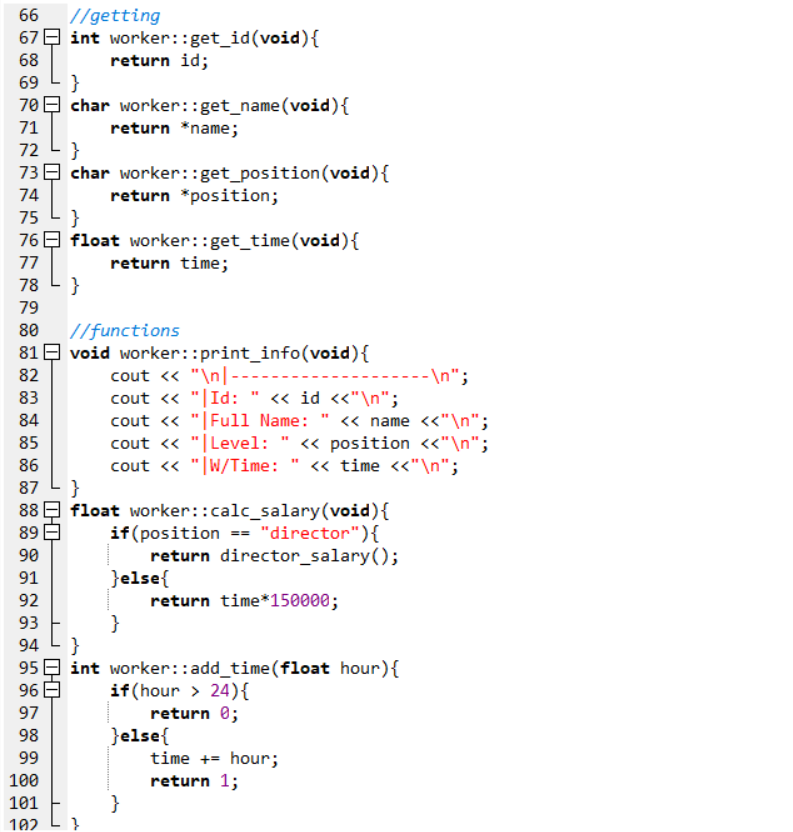 66 //getting
67 int worker::get_id(void){
68 return id;
69 }
70 char worker::get_name(void){
71 return *name;
72 }
73 char worker::get_position(void){
74 return *position;
75 }
76 float worker::get_time(void){
77 return time;
78 }
79
80 //functions
81 void worker::print_info(void){
82 cout << "\n|--------------------\n";
83 cout << "|Id: " << id <<"\n";
84 cout << "|Full Name: " << name <<"\n";
85 cout << "|Level: " << position <<"\n";
86 cout << "|W/Time: " << time <<"\n";
87 }
88 float worker::calc_salary(void){
89 if(position == "director"){
90 return director_salary();
91 }else{
92 return time*150000;
93 }
94 }
95 int worker::add_time(float hour){
96 if(hour > 24){
97 return 0;
98 }else{
99 time += hour;
100 return 1;
101 }
102 }